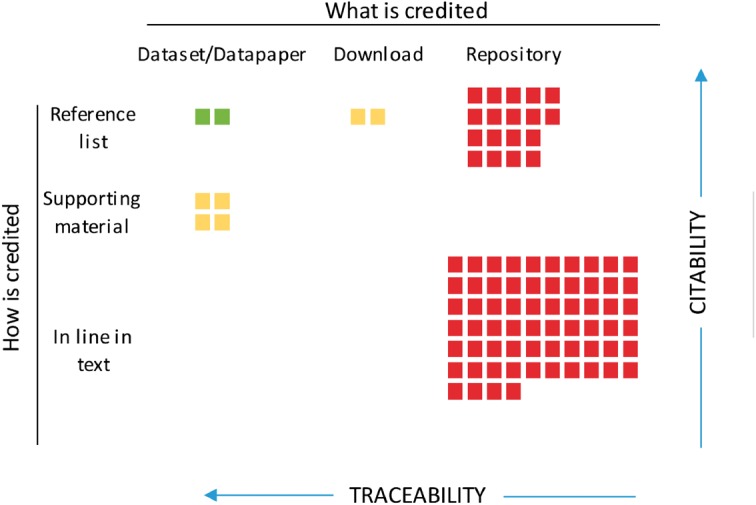 What is credited
Dataset/Datapaper Download Repository
Reference
list
Supporting
material
In line in
text
How is credited
CITABILITY
TRACEABILITY